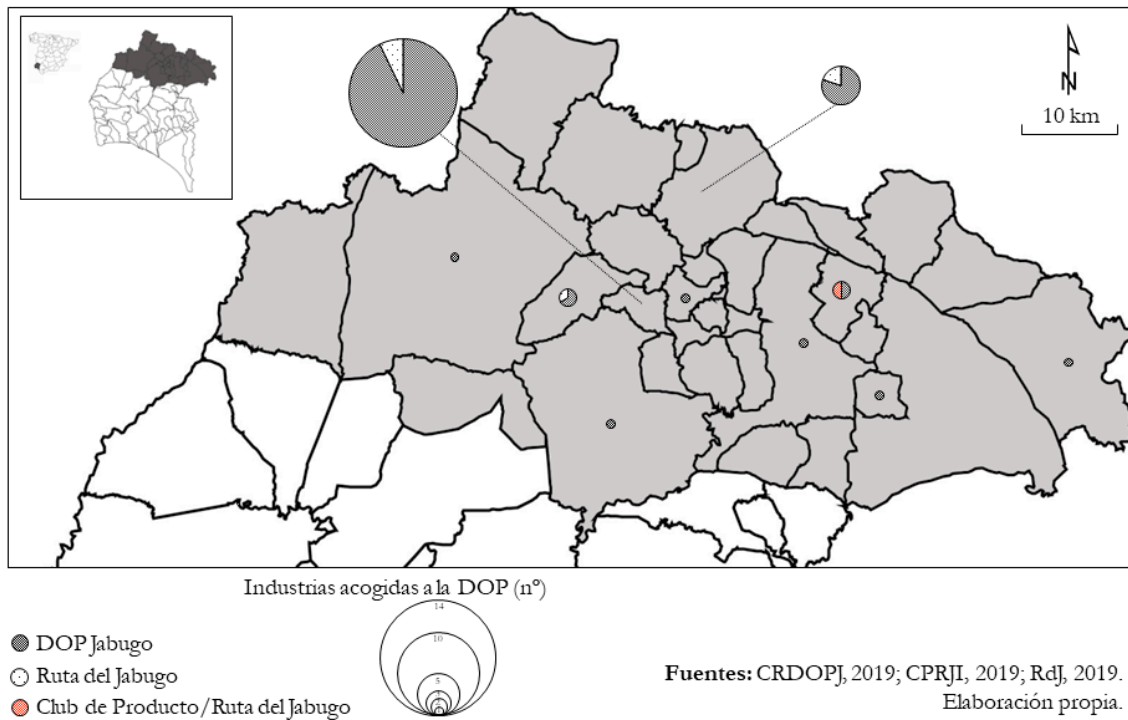 N
10 km
Industrias acogidas a la DOP (nº)
14
10
5
DOP Jabugo
Ruta del Jabugo
Club de Producto/Ruta del Jabugo
Fuentes: CRDOPJ, 2019; CPRJI, 2019; RdJ, 2019.
Elaboración propia.